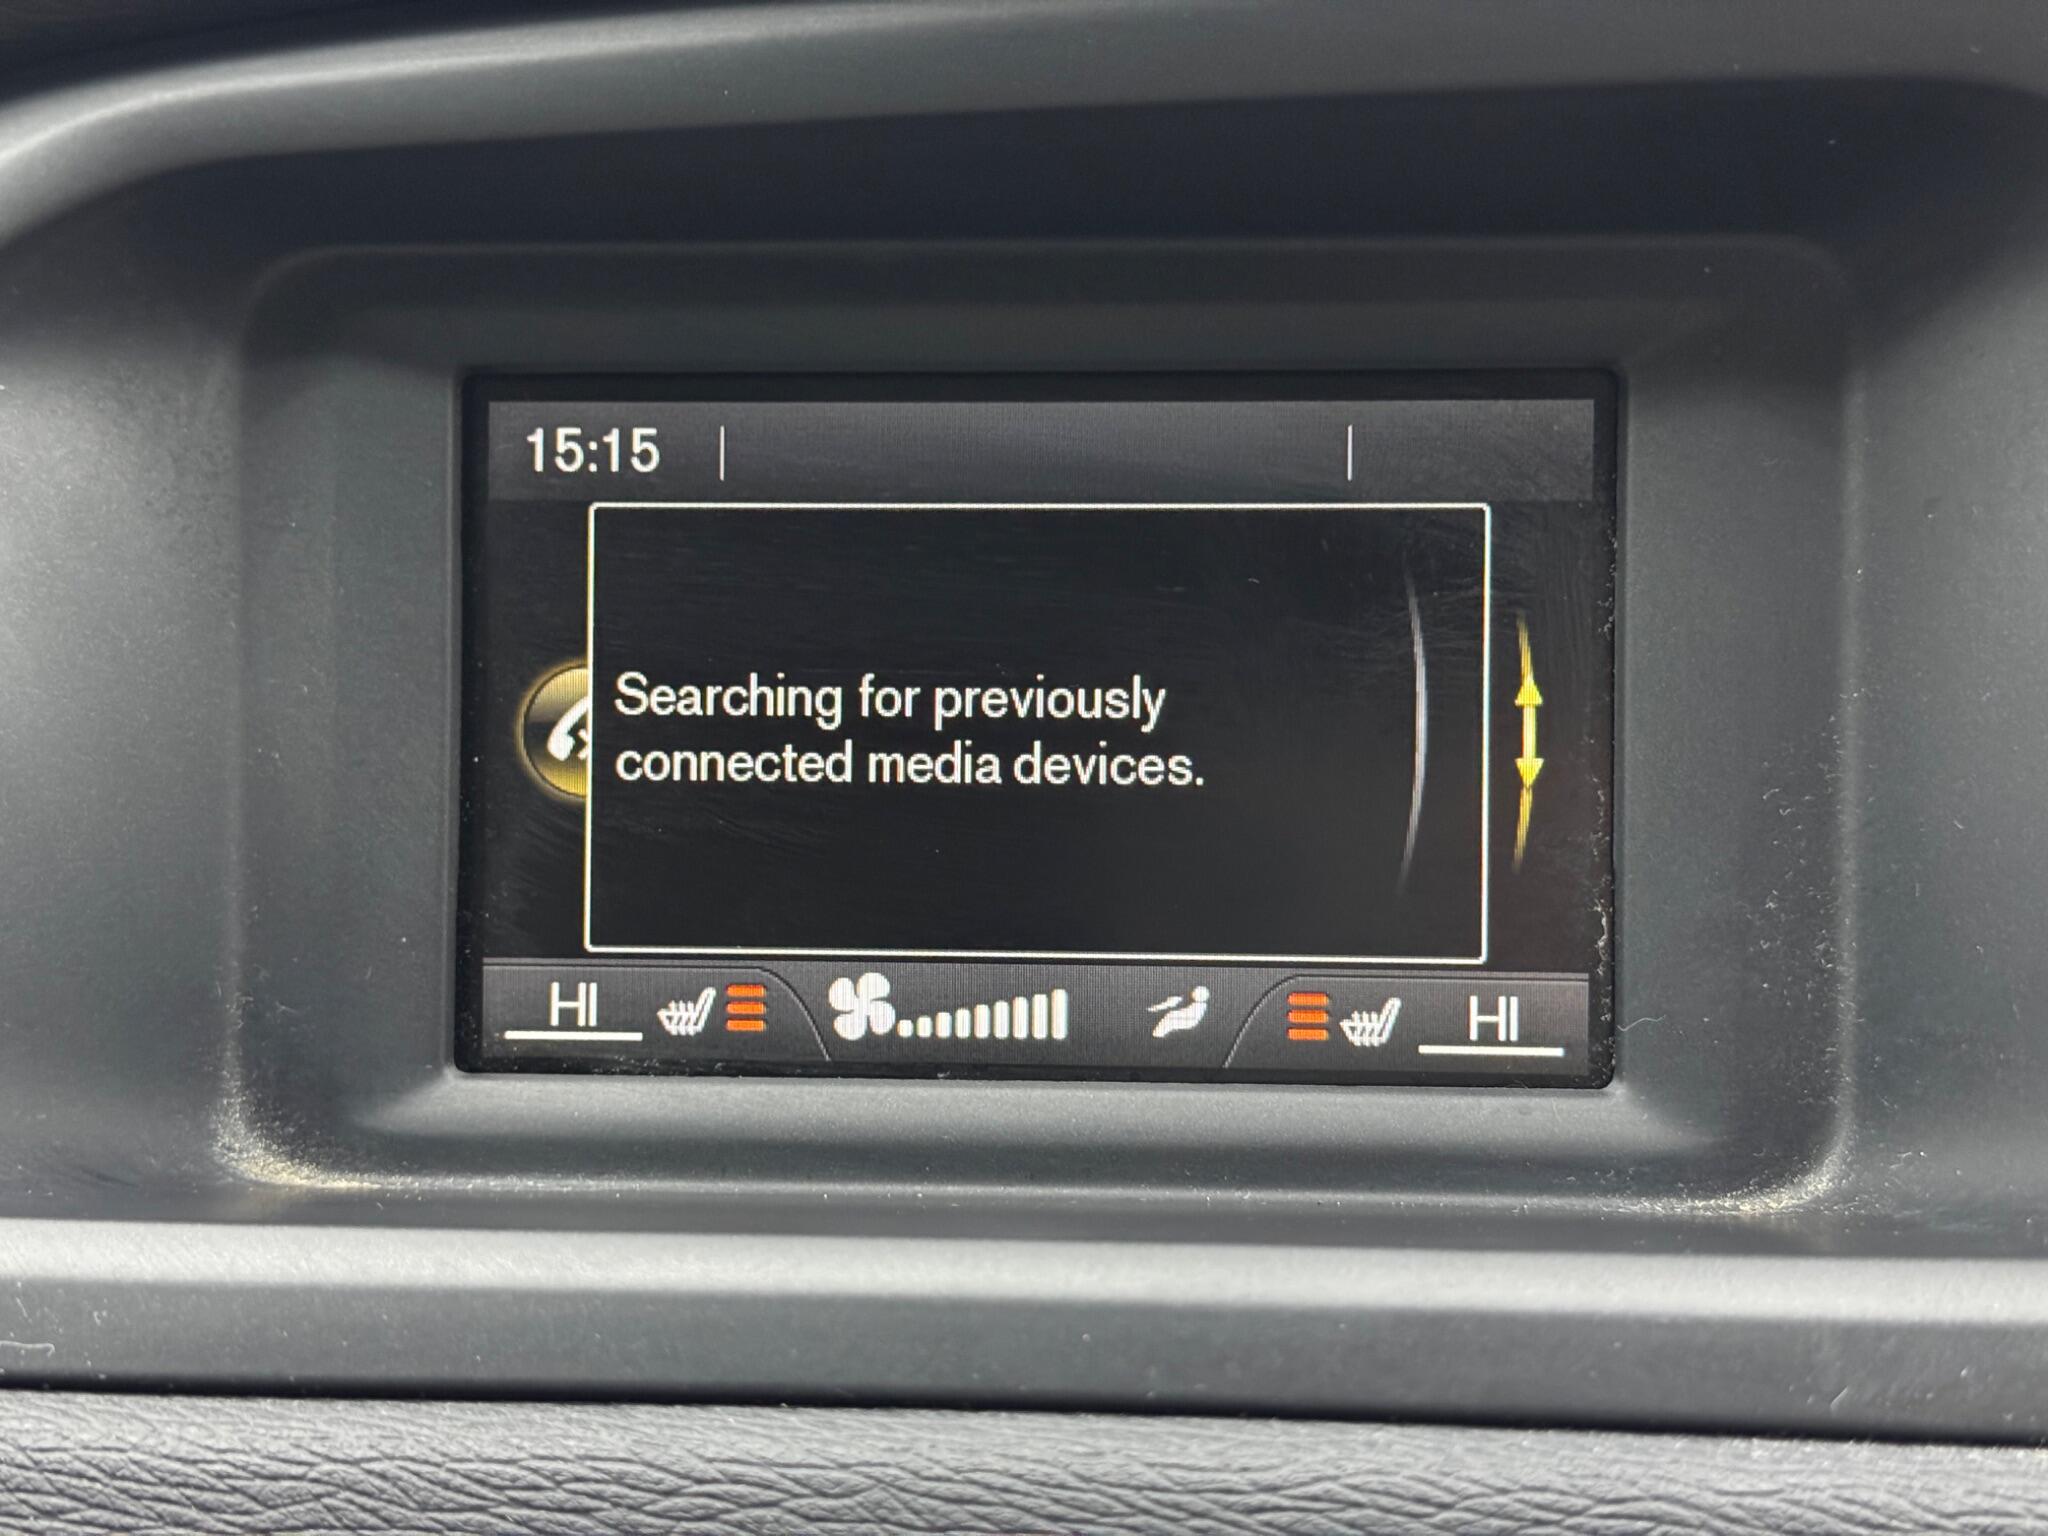 15:15
Searching for previously
connected media devices.
HI HI